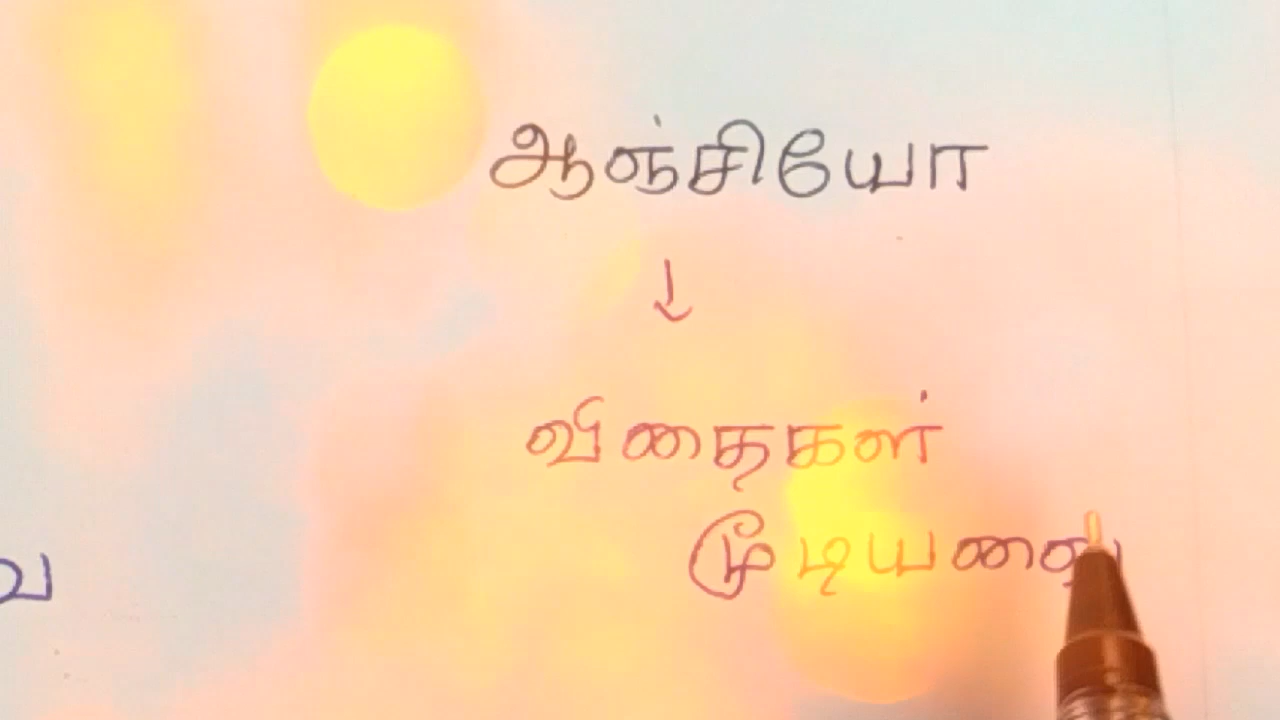 ஆஞ்சியோ
↓
விதைகள்
மூடியவை
வ